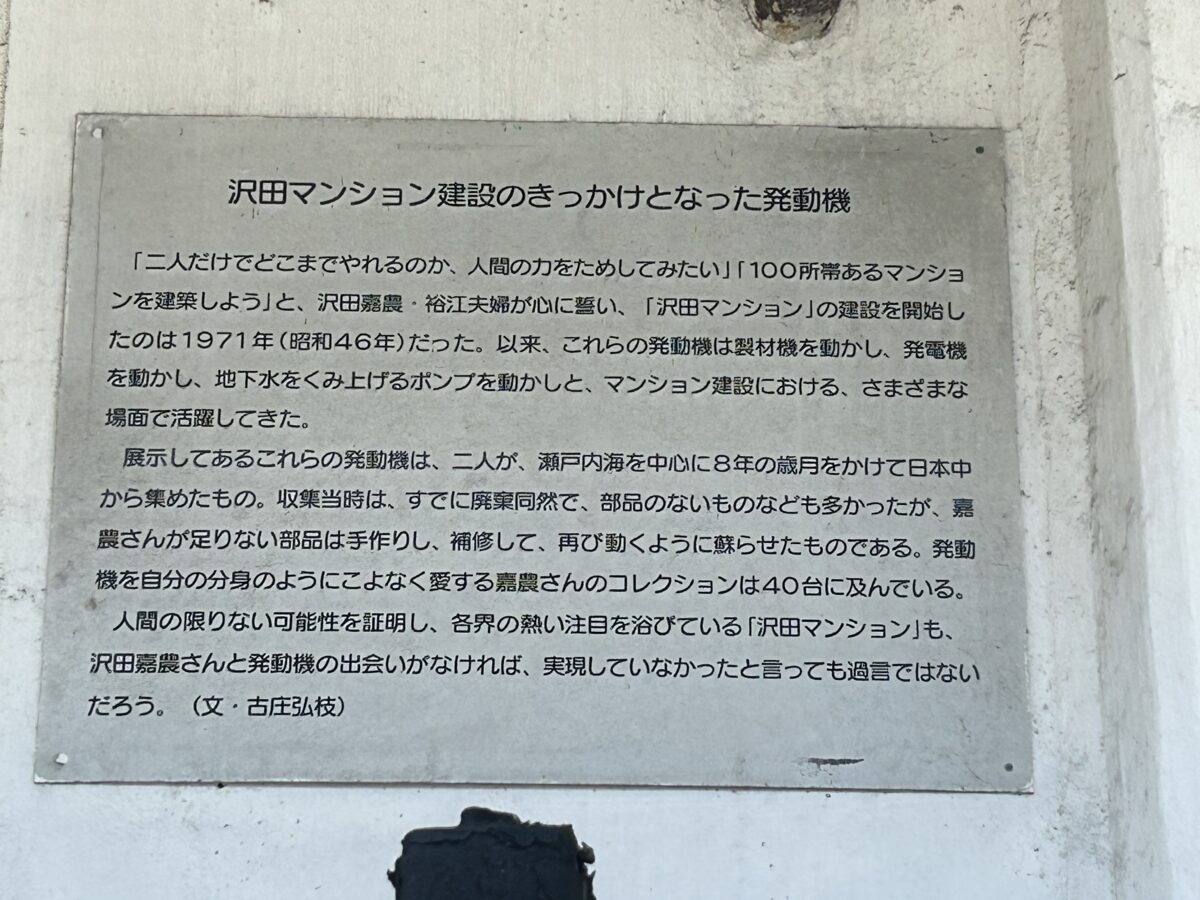 沢田マンション建設のきっかけとなった発動機
「二人だけでどこまでやれるのか、人間の力をためしてみたい」「100所帯あるマンショ
ンを建築しよう」と、沢田嘉農・裕江夫婦が心に誓い、「沢田マンション」の建設を開始し
たのは1971年(昭和46年)だった。以来、これらの発動機は製材機を動かし、発電機
を動かし、地下水をくみ上げるポンプを動かしと、マンション建設における、さまざまな
場面で活躍してきた。
展示してあるこれらの発動機は、二人が、瀬戸内海を中心に8年の歳月をかけて日本中
から集めたもの。収集当時は、すでに廃棄同然で、部品のないものなども多かったが、嘉
農さんが足りない部品は手作りし、補修して、再び動くように蘇らせたものである。発動
機を自分の分身のようにこよなく愛する嘉農さんのコレクションは40台に及んでいる。
人間の限りない可能性を証明し、各界の熱い注目を浴びている「沢田マンション」も、
沢田嘉農さんと発動機の出会いがなければ、実現していなかったと言っても過言ではない
だろう。(文・古庄弘枝)